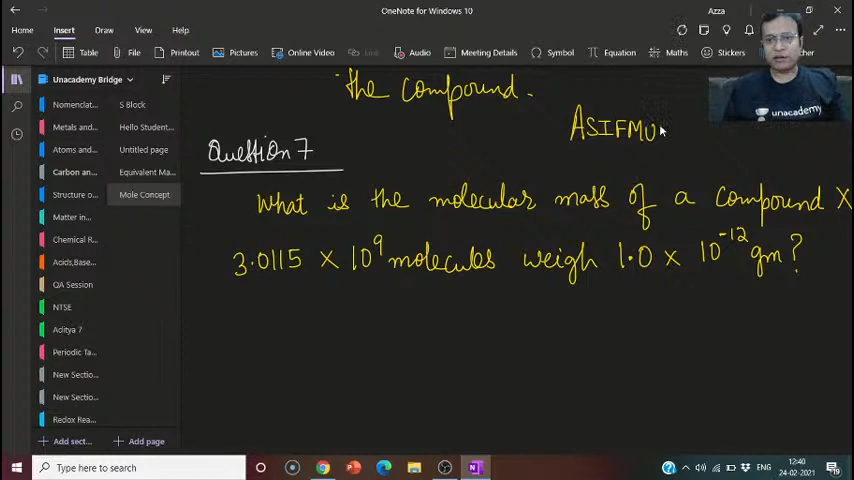 Azza
OneNote for Windows 10
Home
Insert
Draw
View
Help
Table
File
Printout
Pictures
Online Video
Audio
Meeting Details
Symbol
Equation
Maths
Stickers
Unacademy Bridge
Nomenclat...
S Block
Metals and...
Hello Student...
Atoms and...
Untitled page
Carbon and...
Equivalent Ma...
Structure o...
Mole Concept
Matter in...
Chemical R...
Acids,Base...
QA Session
NTSE
Aditya 7
Periodic Ta...
New Section...
New Section...
Redox Rea...
Add sect...
Add page
the compound.
ASIFMU
Question 7
What is the molecular mass of a compound X
3.0115 × 10⁹ molecules weigh 1.0 × 10⁻¹² gm?
unacademy
Type here to search
ENG
12:40
24-02-2021